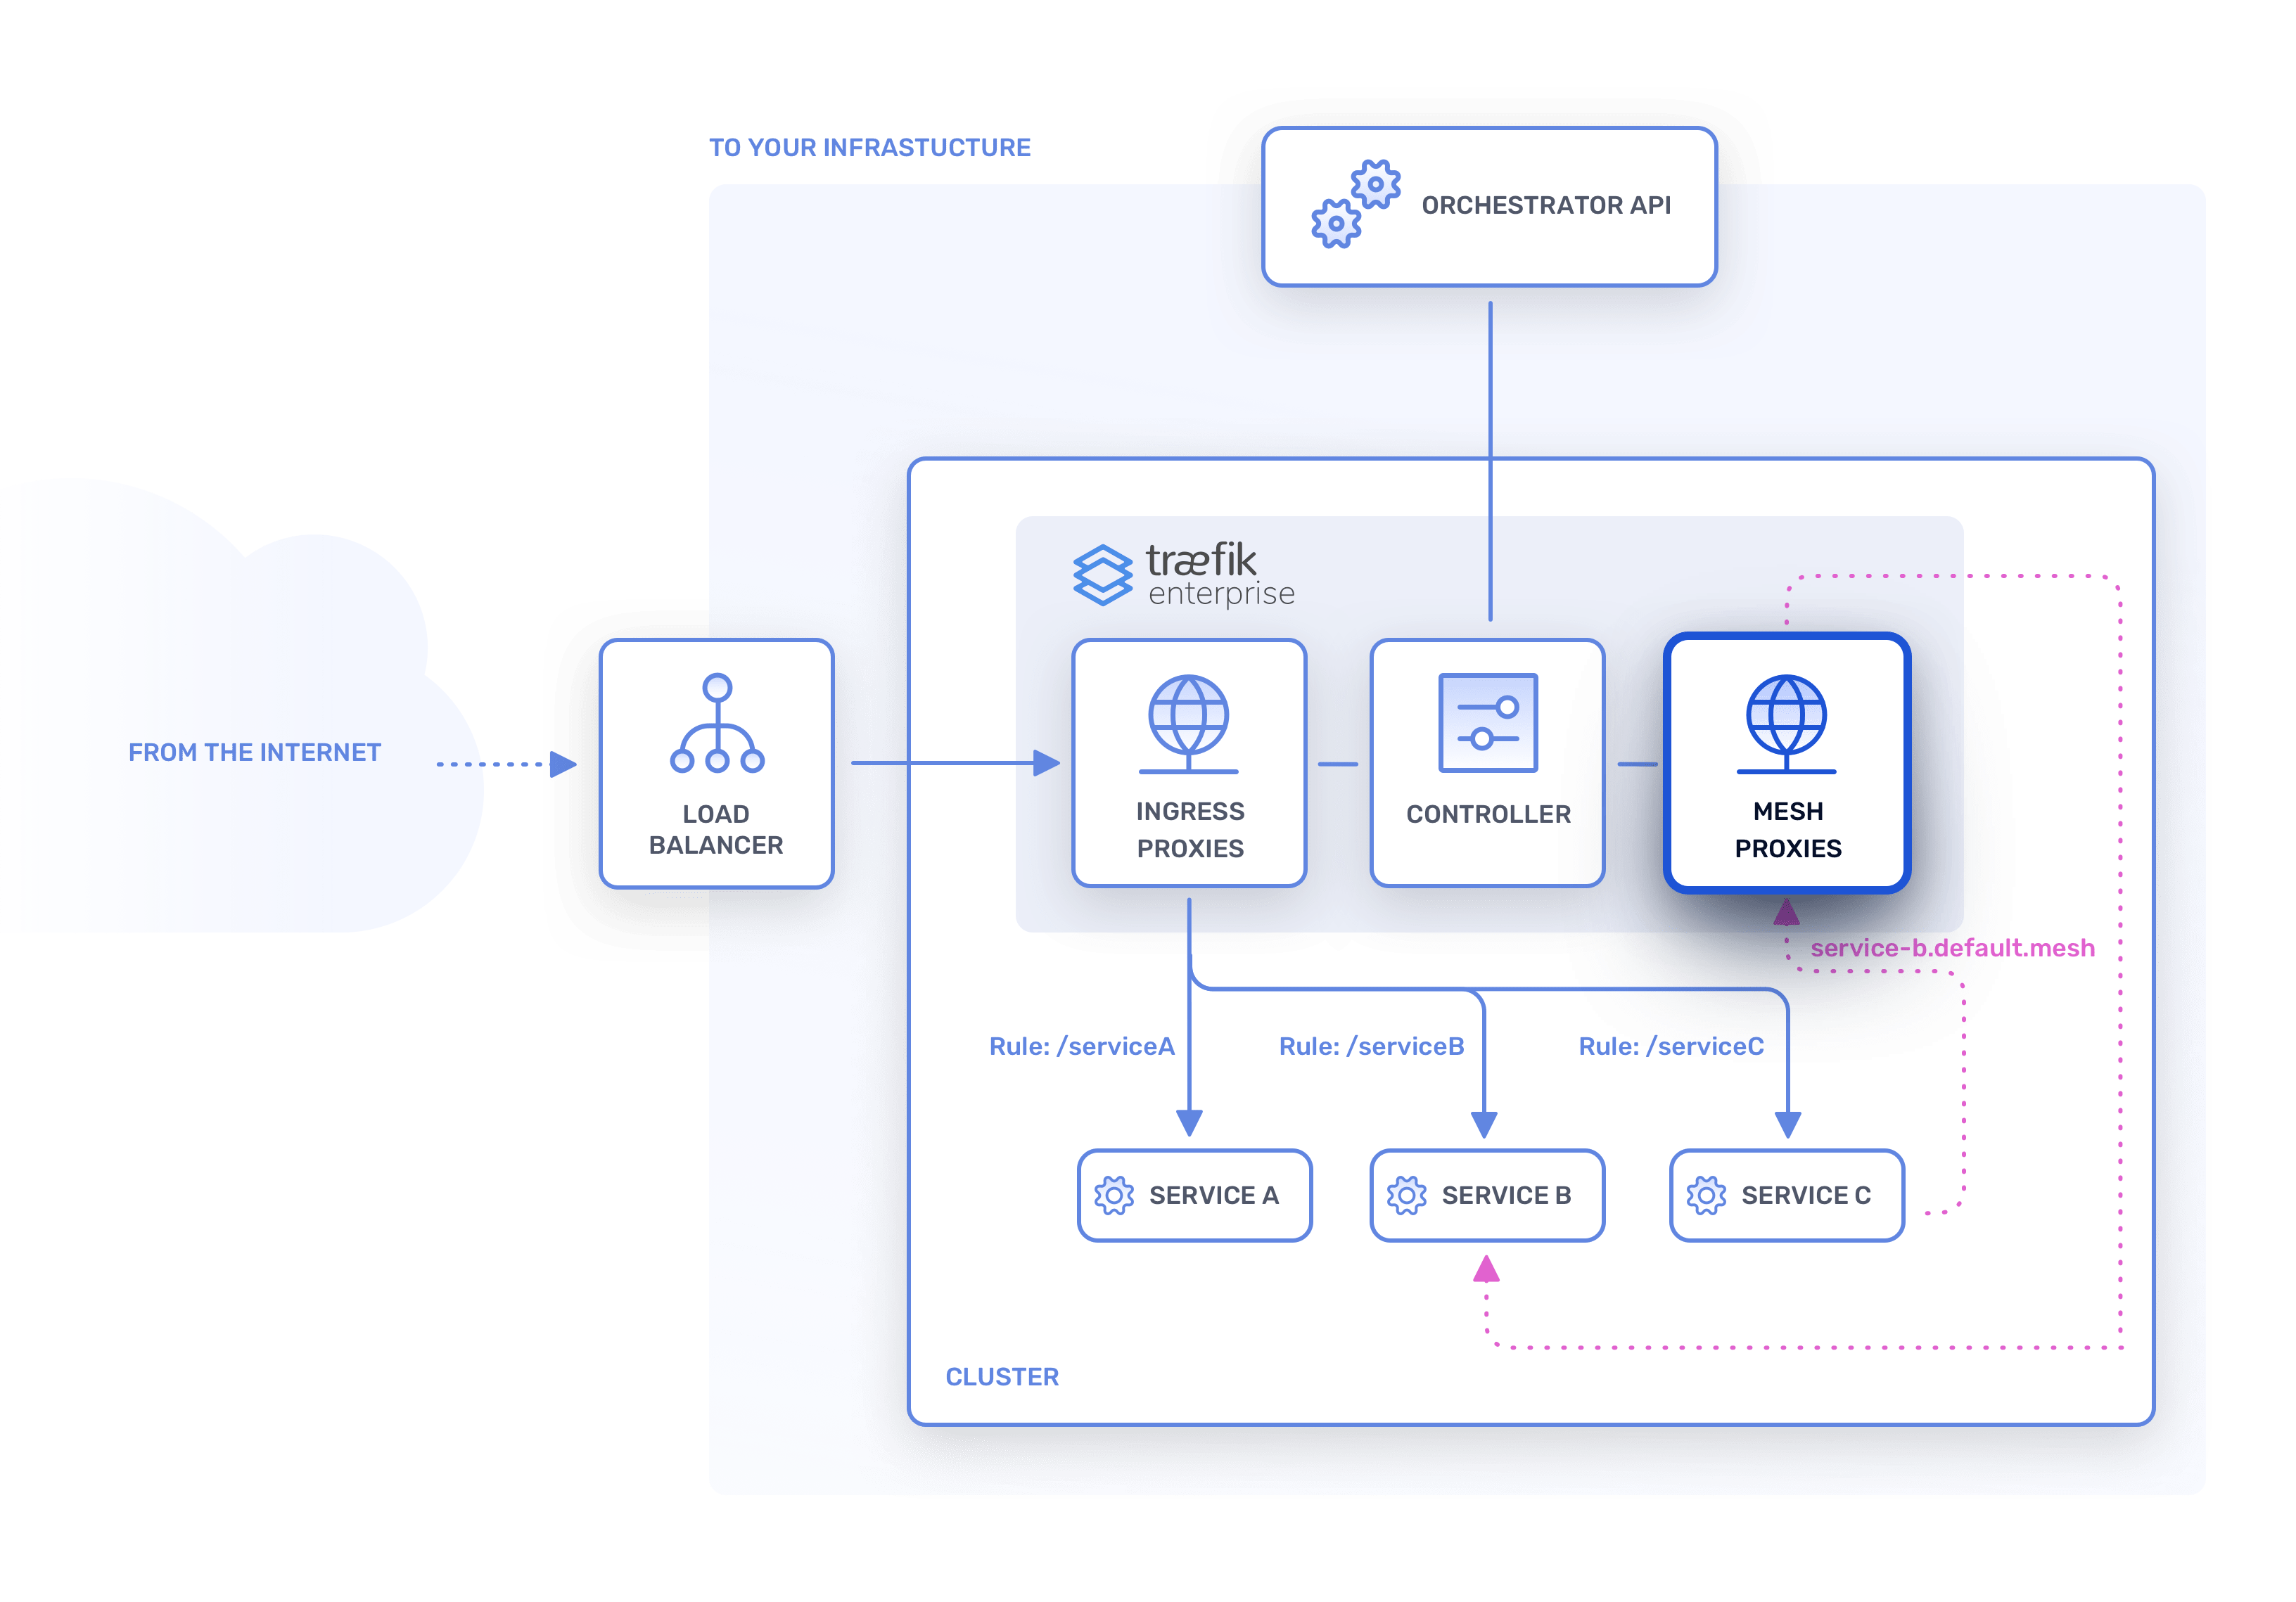 TO YOUR INFRASTUCTURE
ORCHESTRATOR API
træfik
enterprise
FROM THE INTERNET
LOAD
BALANCER
INGRESS
PROXIES
CONTROLLER
MESH
PROXIES
service-b.default.mesh
Rule: /serviceA
Rule: /serviceB
Rule: /serviceC
SERVICE A
SERVICE B
SERVICE C
CLUSTER